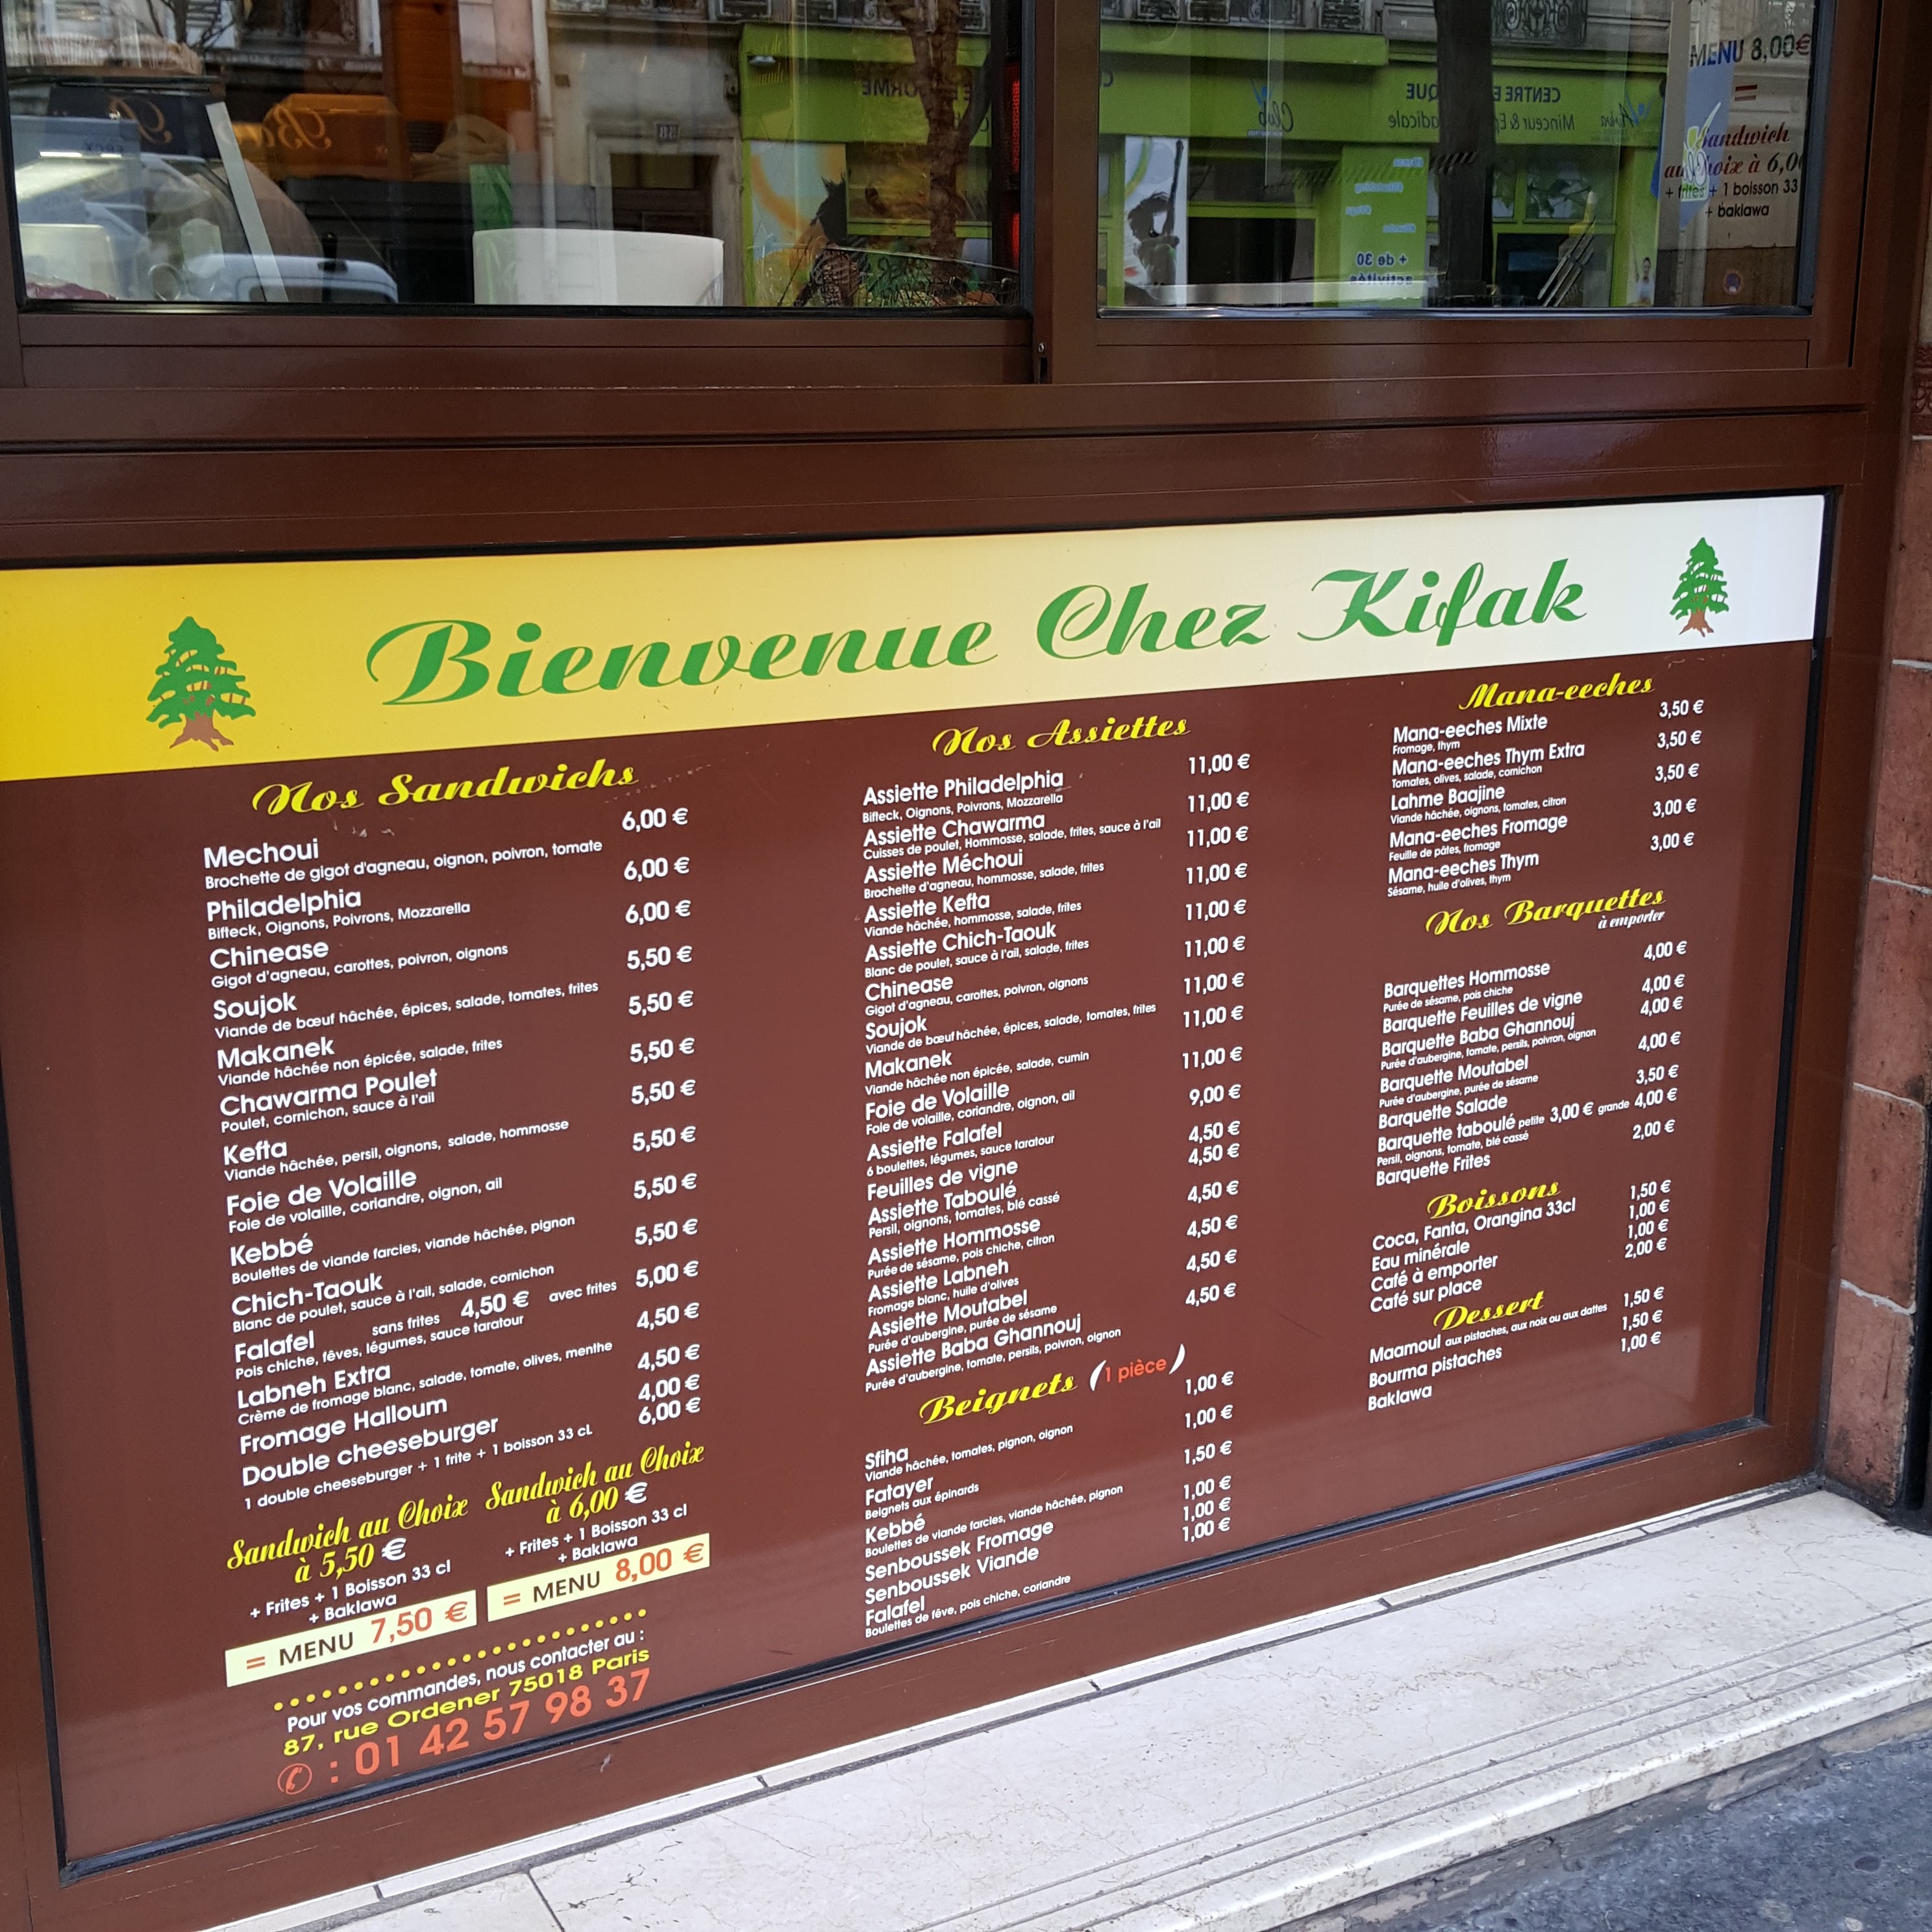 MENU 8,00€
=
Sandwich
+ frites + 1 boisson 33
+ baklawa
CENTRE
Minceur &
Club
+ de 30
activités
Bienvenue Chez Kifak
Nos Sandwichs
Mechoui 6,00 €
Brochette de gigot d'agneau, oignon, poivron, tomate
Philadelphia 6,00 €
Bifteck, Oignons, Poivrons, Mozzarella
Chinease 6,00 €
Gigot d'agneau, carottes, poivron, oignons
Soujok 5,50 €
Viande de bœuf hâchée, épices, salade, tomates, frites
Makanek 5,50 €
Viande hâchée non épicée, salade, frites
Chawarma Poulet 5,50 €
Poulet, cornichon, sauce à l'ail
Kefta 5,50 €
Viande hâchée, persil, oignons, salade, hommosse
Foie de Volaille 5,50 €
Foie de volaille, coriandre, oignon, ail
Kebbé 5,50 €
Boulettes de viande farcies, viande hâchée, pignon
Chich-Taouk 5,50 €
Blanc de poulet, sauce à l'ail, salade, cornichon
Falafel sans frites 4,50 € avec frites 5,00 €
Pois chiche, fêves, légumes, sauce taratour
Labneh Extra 4,50 €
Crème de fromage blanc, salade, tomate, olives, menthe
Fromage Halloum 4,50 €
Double cheeseburger 4,00 €
1 double cheeseburger + 1 frite + 1 boisson 33 cL 6,00 €
Sandwich au Choix
à 5,50 €
+ Frites + 1 Boisson 33 cl
+ Baklawa
= MENU 7,50 €
Sandwich au Choix
à 6,00 €
+ Frites + 1 Boisson 33 cl
+ Baklawa
= MENU 8,00 €
Pour vos commandes, nous contacter au :
87, rue Ordener 75018 Paris
: 01 42 57 98 37
Nos Assiettes
Assiette Philadelphia 11,00 €
Bifteck, Oignons, Poivrons, Mozzarella
Assiette Chawarma 11,00 €
Cuisses de poulet, Hommosse, salade, frites, sauce à l'ail
Assiette Méchoui 11,00 €
Brochette d'agneau, hommosse, salade, frites
Assiette Kefta 11,00 €
Viande hâchée, hommosse, salade, frites
Assiette Chich-Taouk 11,00 €
Blanc de poulet, sauce à l'ail, salade, frites
Chinease 11,00 €
Gigot d'agneau, carottes, poivron, oignons
Soujok 11,00 €
Viande de bœuf hâchée, épices, salade, tomates, frites
Makanek 11,00 €
Viande hâchée non épicée, salade, cumin
Foie de Volaille 11,00 €
Foie de volaille, coriandre, oignon, ail
Assiette Falafel 9,00 €
6 boulettes, légumes, sauce taratour
Feuilles de vigne 4,50 €
Assiette Taboulé 4,50 €
Persil, oignons, tomates, blé cassé
Assiette Hommosse 4,50 €
Purée de sésame, pois chiche, citron
Assiette Labneh 4,50 €
Fromage blanc, huile d'olives
Assiette Moutabel 4,50 €
Purée d'aubergine, purée de sésame
Assiette Baba Ghannouj 4,50 €
Purée d'aubergine, tomate, persils, poivron, oignon
Beignets (1 pièce)
Sfiha 1,00 €
Viande hâchée, tomates, pignon, oignon
Fatayer 1,00 €
Beignets aux épinards
Kebbé 1,50 €
Boulettes de viande farcies, viande hâchée, pignon
Senboussek Fromage 1,00 €
Senboussek Viande 1,00 €
Falafel 1,00 €
Boulettes de fêve, pois chiche, coriandre
Mana-eeches
Mana-eeches Mixte 3,50 €
Fromage, thym
Mana-eeches Thym Extra 3,50 €
Tomates, olives, salade, cornichon
Lahme Baajine 3,50 €
Viande hâchée, oignons, tomates, citron
Mana-eeches Fromage 3,00 €
Feuille de pâtes, fromage
Mana-eeches Thym 3,00 €
Sésame, huile d'olives, thym
Nos Barquettes
à emporter
Barquettes Hommosse 4,00 €
Purée de sésame, pois chiche
Barquette Feuilles de vigne 4,00 €
Barquette Baba Ghannouj 4,00 €
Purée d'aubergine, tomate, persils, poivron, oignon
Barquette Moutabel 4,00 €
Purée d'aubergine, purée de sésame
Barquette Salade 3,50 €
Barquette taboulé petite 3,00 € grande 4,00 €
Persil, oignons, tomate, blé cassé
Barquette Frites 2,00 €
Boissons
Coca, Fanta, Orangina 33cl 1,50 €
Eau minérale 1,00 €
Café à emporter 1,00 €
Café sur place 2,00 €
Dessert
Maamoul aux pistaches, aux noix ou aux dattes 1,50 €
Bourma pistaches 1,50 €
Baklawa 1,00 €